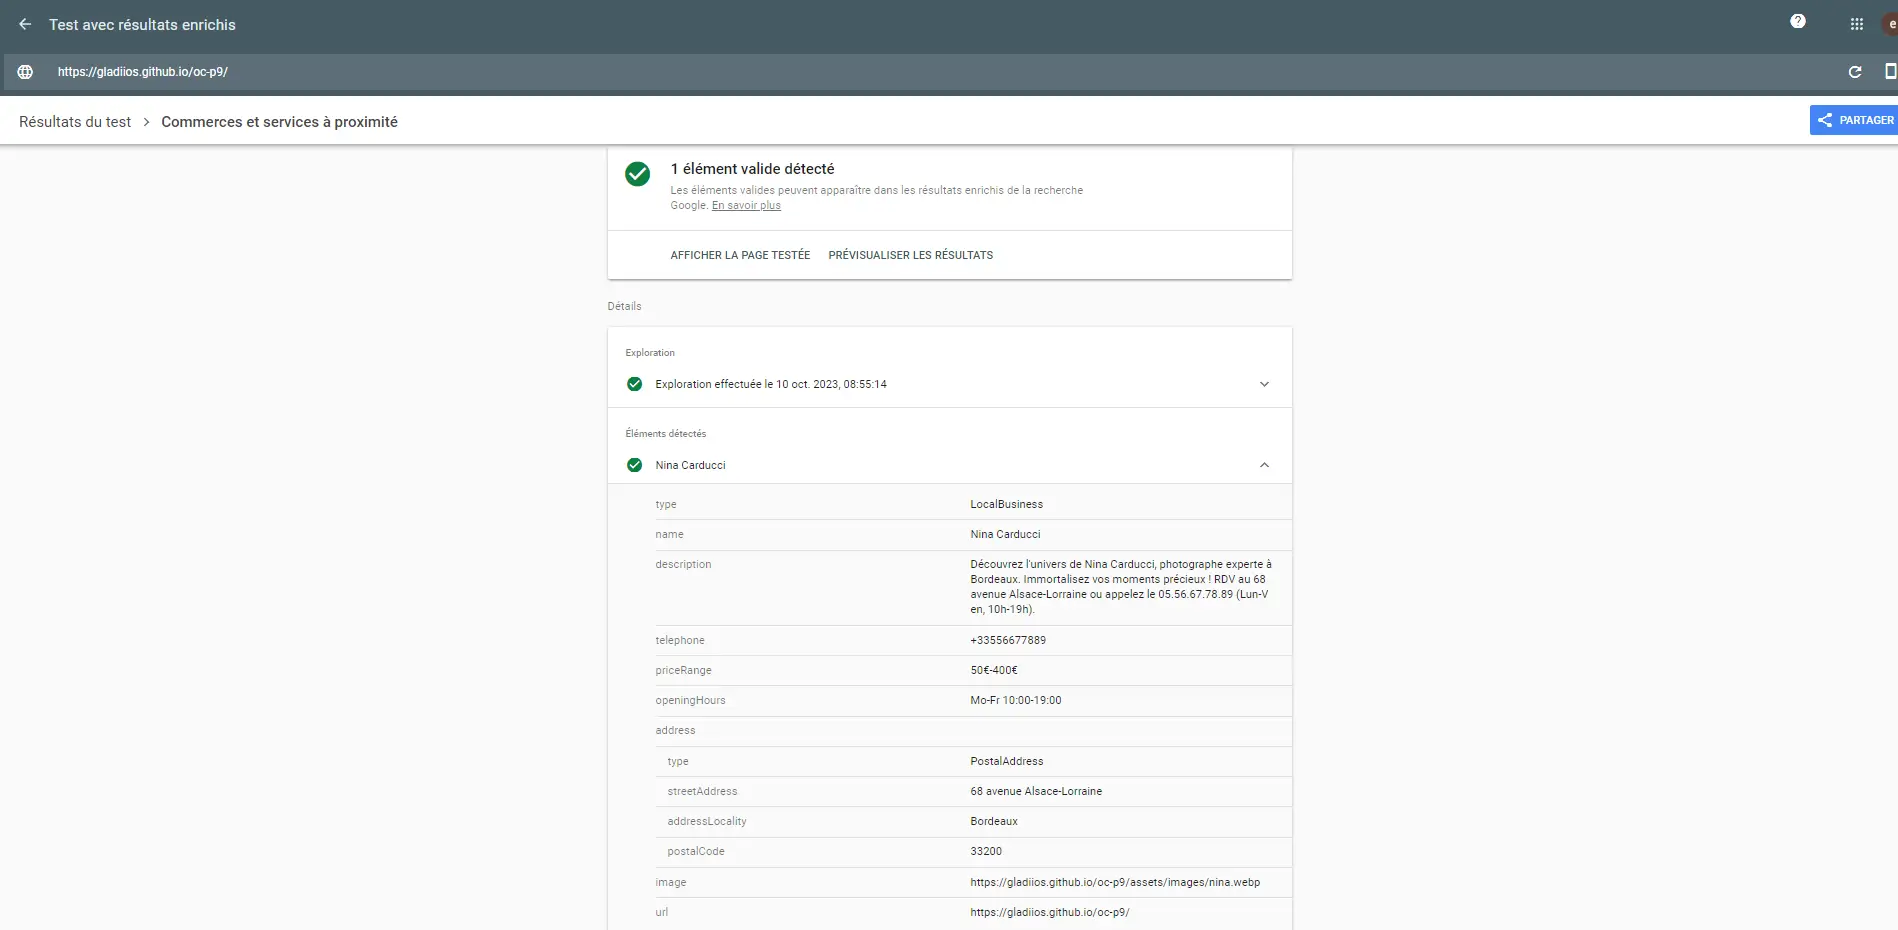 Test avec résultats enrichis
e
https://gladiios.github.io/oc-p9/
Résultats du test > Commerces et services à proximité
PARTAGER
1 élément valide détecté
Les éléments valides peuvent apparaître dans les résultats enrichis de la recherche
Google. En savoir plus
AFFICHER LA PAGE TESTÉE PRÉVISUALISER LES RÉSULTATS
Détails
Exploration
Exploration effectuée le 10 oct. 2023, 08:55:14
Éléments détectés
Nina Carducci
type LocalBusiness
name Nina Carducci
description Découvrez l'univers de Nina Carducci, photographe experte à
Bordeaux. Immortalisez vos moments précieux ! RDV au 68
avenue Alsace-Lorraine ou appelez le 05.56.67.78.89 (Lun-V
en, 10h-19h).
telephone +33556677889
priceRange 50€-400€
openingHours Mo-Fr 10:00-19:00
address
type PostalAddress
streetAddress 68 avenue Alsace-Lorraine
addressLocality Bordeaux
postalCode 33200
image https://gladiios.github.io/oc-p9/assets/images/nina.webp
url https://gladiios.github.io/oc-p9/